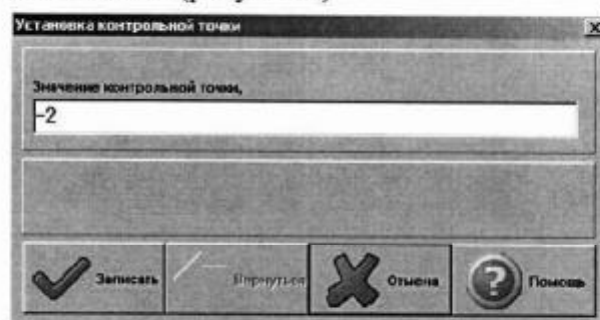 Установка контрольной точки
Значение контрольной точки,
-2
Записать
Вернуться
Отмена
Помощь